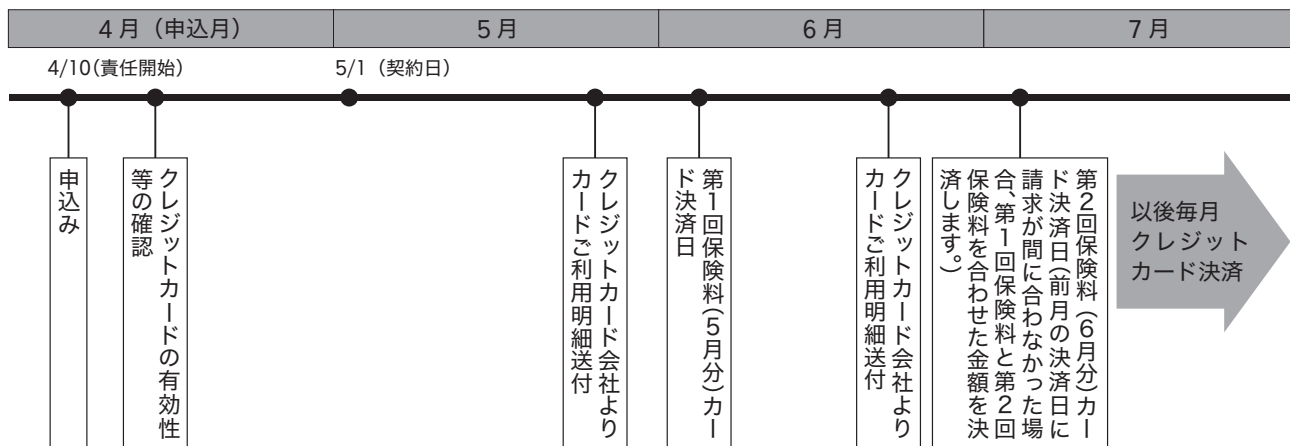 4月（申込月）
5月
6月
7月
4/10(責任開始)
5/1（契約日）
申込み
クレジットカードの有効性
等の確認
クレジットカード会社より
カードご利用明細送付
第1回保険料(5月分)カー
ド決済日
クレジットカード会社より
カードご利用明細送付
第2回保険料(6月分)カー
ド決済日(前月の決済日に
請求が間に合わなかった場
合、第1回保険料と第2回
保険料を合わせた金額を決
済します。)
以後毎月
クレジット
カード決済